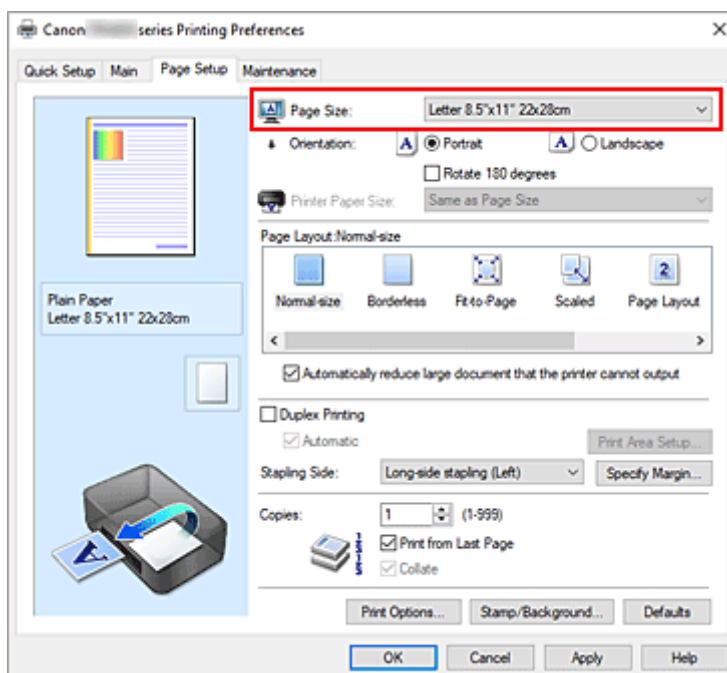 Canon series Printing Preferences
Quick Setup Main Page Setup Maintenance
Page Size: Letter 8.5"x11" 22x28cm
Orientation: A Portrait A Landscape
Rotate 180 degrees
Printer Paper Size: Same as Page Size
Page Layout:Normal-size
2
Normal-size Borderless Fit-to-Page Scaled Page Layout
Plain Paper
Letter 8.5"x11" 22x28cm
Automatically reduce large document that the printer cannot output
Duplex Printing
Automatic Print Area Setup...
Stapling Side: Long-side stapling (Left) Specify Margin...
Copies: 1 (1-999)
Print from Last Page
Collate
A
Print Options... Stamp/Background... Defaults
OK Cancel Apply Help